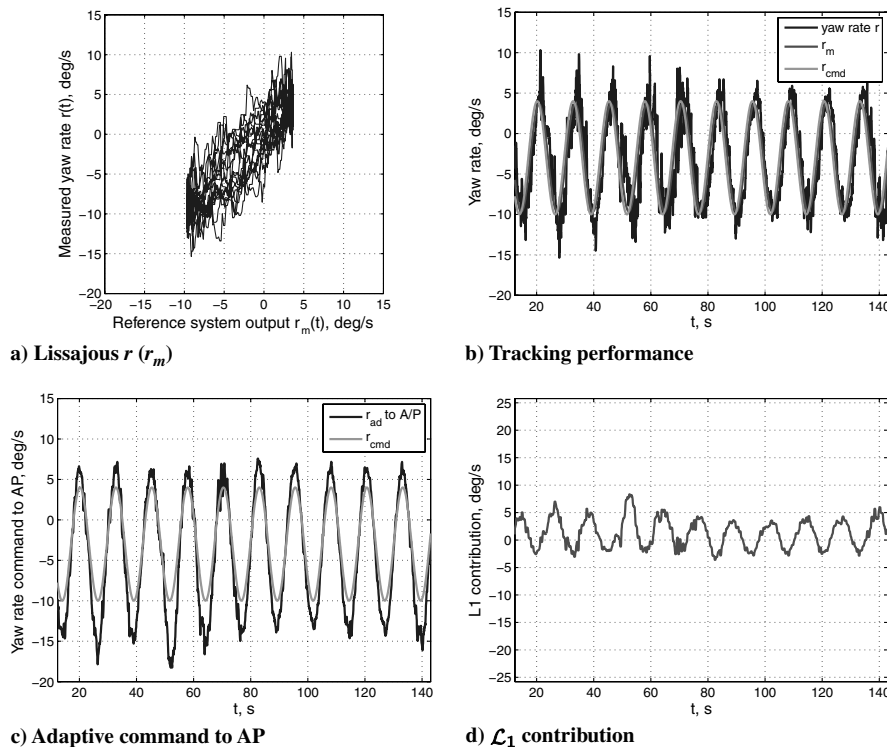 15
10
5
0
−5
−10
−15
−20
−20 −15 −10 −5 0 5 10 15
Measured yaw rate r(t), deg/s
Reference system output r_m(t), deg/s
a) Lissajous r (r_m)
15
10
5
0
−5
−10
−15
−20
20 40 60 80 100 120 140
Yaw rate, deg/s
t, s
yaw rate r
r_m
r_cmd
b) Tracking performance
15
10
5
0
−5
−10
−15
−20
20 40 60 80 100 120 140
Yaw rate command to AP, deg/s
t, s
r_ad to A/P
r_cmd
c) Adaptive command to AP
25
20
15
10
5
0
−5
−10
−15
−20
−25
20 40 60 80 100 120 140
L1 contribution, deg/s
t, s
d) ℒ₁ contribution